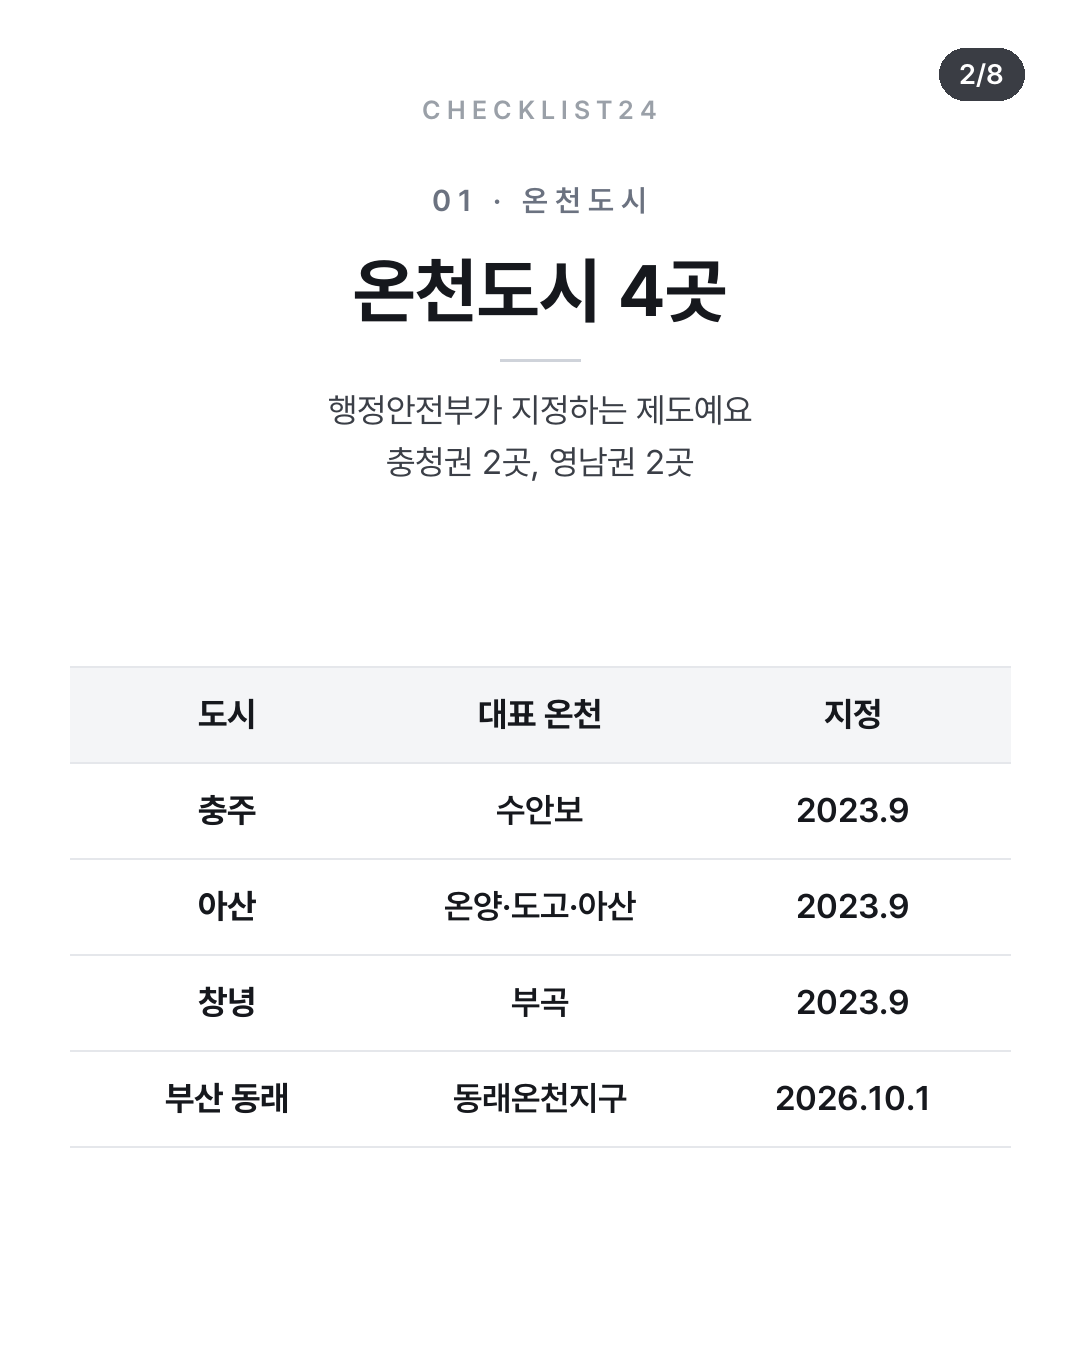 2/8
CHECKLIST24
01 · 온천도시
온천도시 4곳
행정안전부가 지정하는 제도예요
충청권 2곳, 영남권 2곳
도시 대표 온천 지정
충주 수안보 2023.9
아산 온양·도고·아산 2023.9
창녕 부곡 2023.9
부산 동래 동래온천지구 2026.10.1